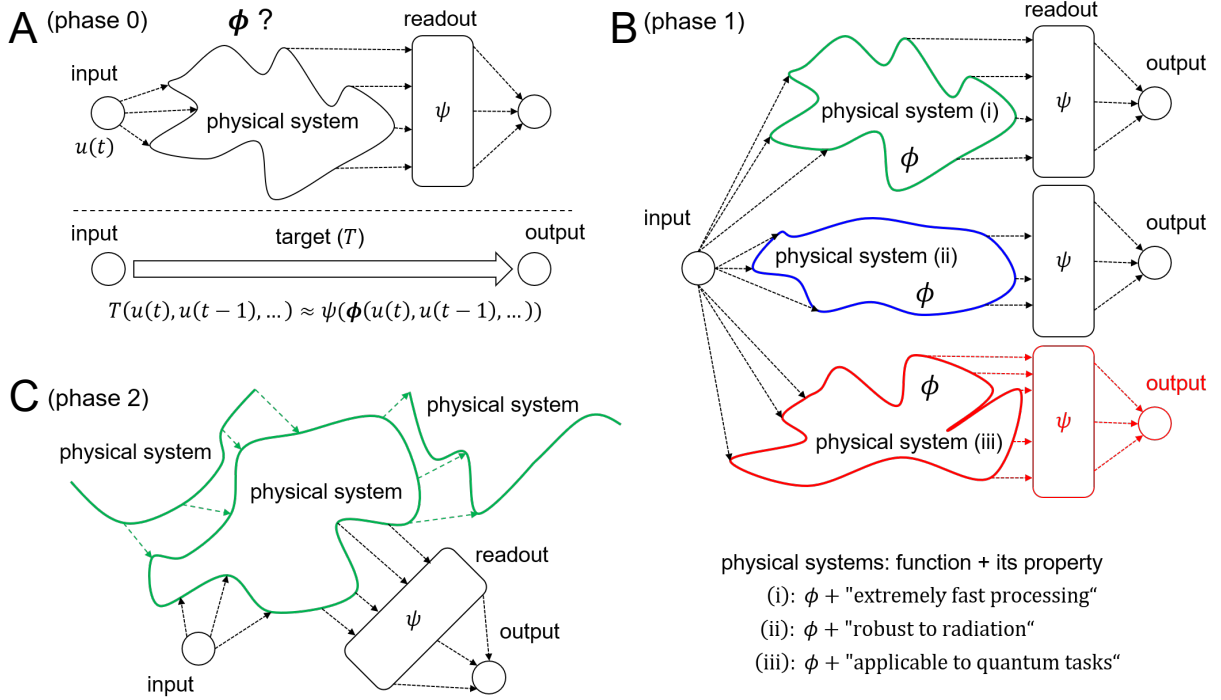 A (phase 0)
ϕ ?
readout
input
physical system
ψ
u(t)
input
target (T)
output
T(u(t), u(t − 1), …) ≈ ψ(ϕ(u(t), u(t − 1), …))
B (phase 1)
readout
output
physical system (i)
ψ
ϕ
input
output
physical system (ii)
ψ
ϕ
output
ϕ
physical system (iii)
ψ
physical systems: function + its property
(i): ϕ + "extremely fast processing“
(ii): ϕ + "robust to radiation“
(iii): ϕ + "applicable to quantum tasks“
C (phase 2)
physical system
physical system
physical system
readout
ψ
output
input